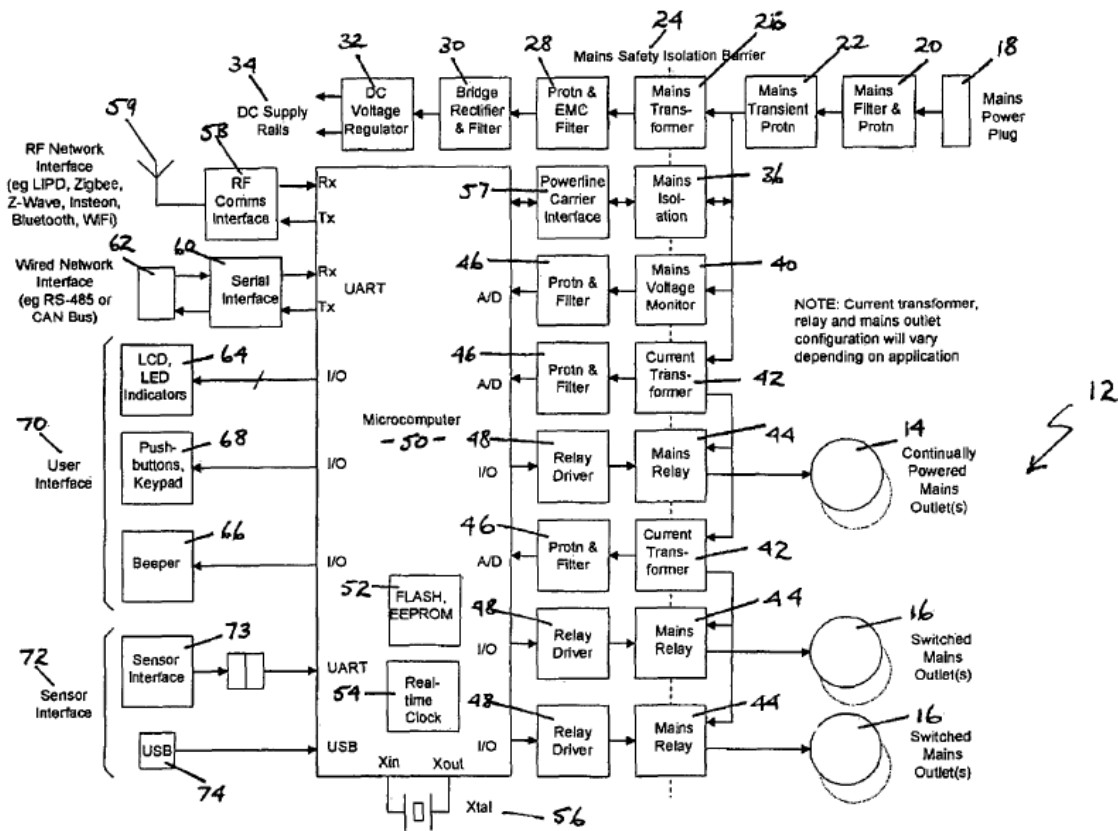 24
26
22
20
18
34
32
30
28
Mains Safety Isolation Barrier
DC Supply
Rails
DC
Voltage
Regulator
Bridge
Rectifier
& Filter
Protn &
EMC
Filter
Mains
Trans-
former
Mains
Transient
Protn
Mains
Filter &
Protn
Mains
Power
Plug
59
58
RF Network
Interface
(eg LIPD, Zigbee,
Z-Wave, Insteon,
Bluetooth, WiFi)
RF
Comms
Interface
Rx
Tx
57
Powerline
Carrier
Interface
Mains
Isol-
ation
36
62
60
Wired Network
Interface
(eg RS-485 or
CAN Bus)
Serial
Interface
Rx
Tx
UART
46
A/D
Protn &
Filter
Mains
Voltage
Monitor
40
NOTE: Current transformer,
relay and mains outlet
configuration will vary
depending on application
12
LCD,
LED
Indicators
64
I/O
46
A/D
Protn &
Filter
Current
Trans-
former
42
70
User
Interface
Push-
buttons,
Keypad
68
I/O
Microcomputer
- 50 -
48
I/O
Relay
Driver
Mains
Relay
44
14
Continually
Powered
Mains
Outlet(s)
Beeper
66
I/O
46
A/D
Protn &
Filter
Current
Trans-
former
42
52
FLASH,
EEPROM
48
I/O
Relay
Driver
Mains
Relay
44
16
Switched
Mains
Outlet(s)
72
Sensor
Interface
Sensor
Interface
73
UART
54
Real-
time
Clock
48
I/O
Relay
Driver
Mains
Relay
44
16
Switched
Mains
Outlet(s)
USB
74
USB
Xin
Xout
Xtal
56